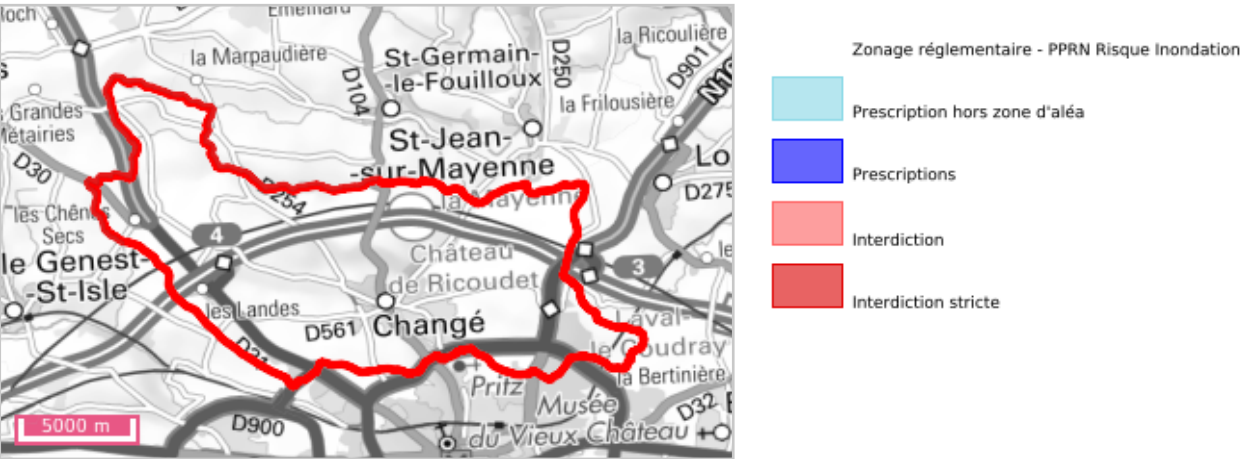 loch
Ememard
la Marpaudière
St-Germain-
-le-Fouilloux
D250
la Ricoulière
D901
D104
la Frilousière
Grandes
Métairies
St-Jean-
-sur-Mayenne
Lo
D30
D254
la Mayenne
D275
les Chênes
Secs
4
Château
de Ricoudet
3
le
le Genest-
-St-Isle
les Landes
D561
Changé
Laval-
le Coudray
la Bertinière
Pritz
Musée
du Vieux Château
D32
D900
5000 m
Zonage réglementaire - PPRN Risque Inondation
Prescription hors zone d'aléa
Prescriptions
Interdiction
Interdiction stricte